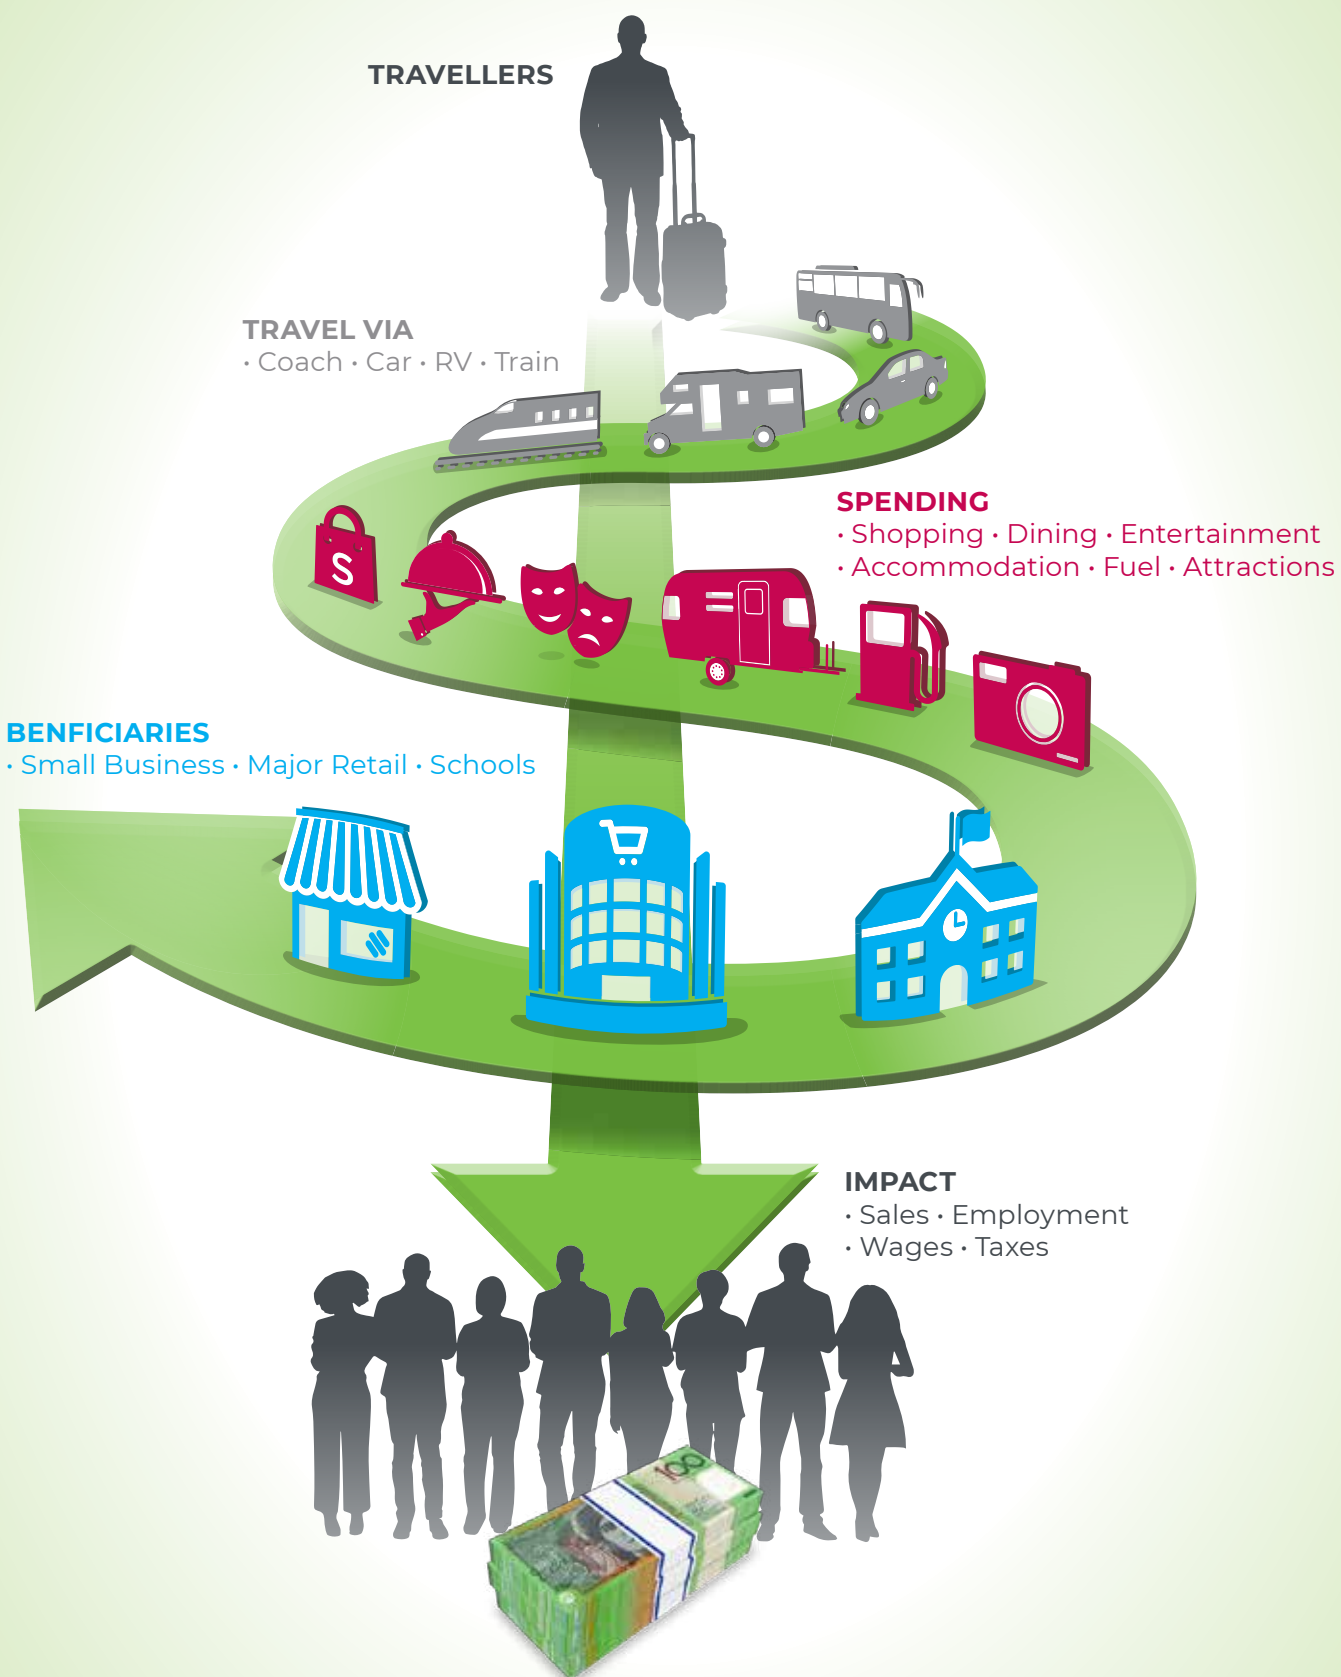 TRAVELLERS
TRAVEL VIA
· Coach · Car · RV · Train
SPENDING
· Shopping · Dining · Entertainment
· Accommodation · Fuel · Attractions
S
BENFICIARIES
· Small Business · Major Retail · Schools
IMPACT
· Sales · Employment
· Wages · Taxes
100